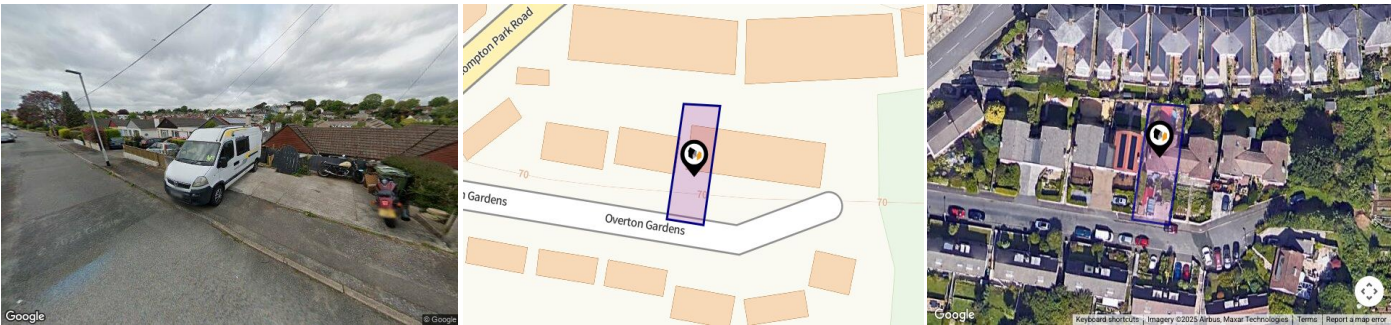 Google
© Google
ompton Park Road
70
70
70
n Gardens
Overton Gardens
Google
Keyboard shortcuts
Imagery ©2025 Airbus, Maxar Technologies
Terms
Report a map error